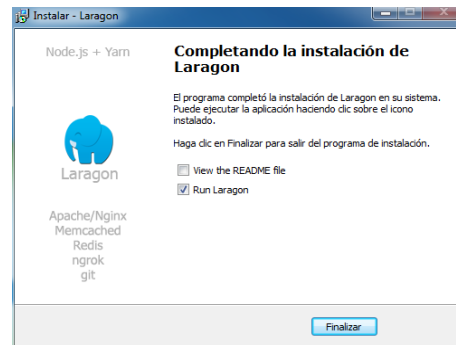 Instalar - Laragon
Node.js + Yarn
Laragon
Apache/Nginx
Memcached
Redis
ngrok
git
Completando la instalación de
Laragon
El programa completó la instalación de Laragon en su sistema.
Puede ejecutar la aplicación haciendo clic sobre el icono
instalado.
Haga clic en Finalizar para salir del programa de instalación.
View the README file
Run Laragon
Finalizar